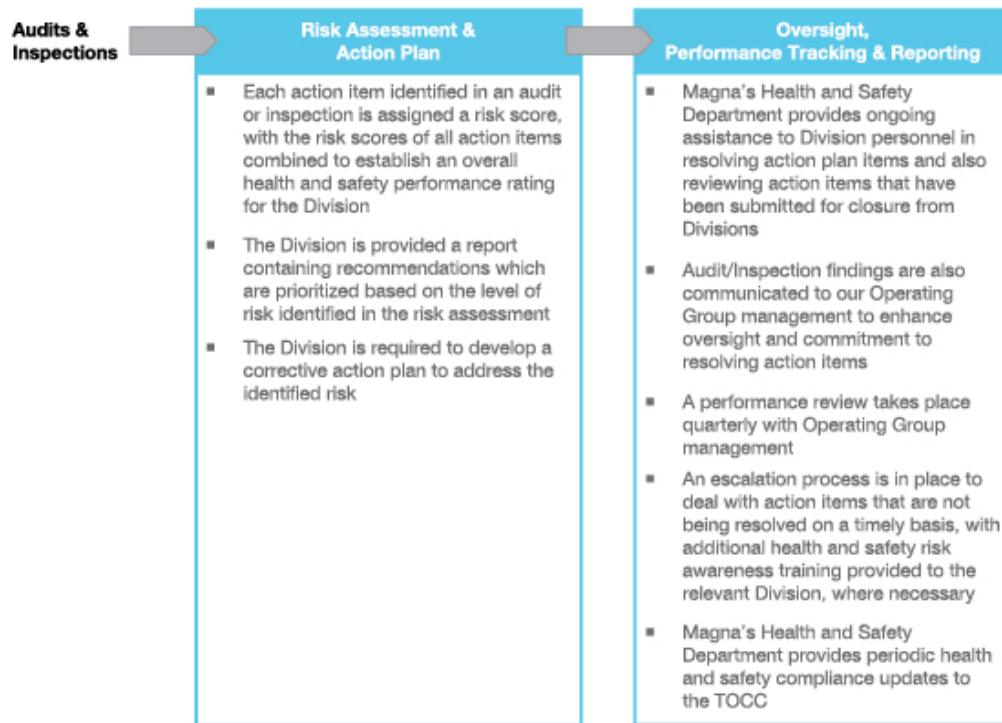 Audits &
Inspections
Risk Assessment &
Action Plan
▪ Each action item identified in an audit
or inspection is assigned a risk score,
with the risk scores of all action items
combined to establish an overall
health and safety performance rating
for the Division
▪ The Division is provided a report
containing recommendations which
are prioritized based on the level of
risk identified in the risk assessment
▪ The Division is required to develop a
corrective action plan to address the
identified risk
Oversight,
Performance Tracking & Reporting
▪ Magna's Health and Safety
Department provides ongoing
assistance to Division personnel in
resolving action plan items and also
reviewing action items that have
been submitted for closure from
Divisions
▪ Audit/Inspection findings are also
communicated to our Operating
Group management to enhance
oversight and commitment to
resolving action items
▪ A performance review takes place
quarterly with Operating Group
management
▪ An escalation process is in place to
deal with action items that are not
being resolved on a timely basis, with
additional health and safety risk
awareness training provided to the
relevant Division, where necessary
▪ Magna's Health and Safety
Department provides periodic health
and safety compliance updates to
the TOCC